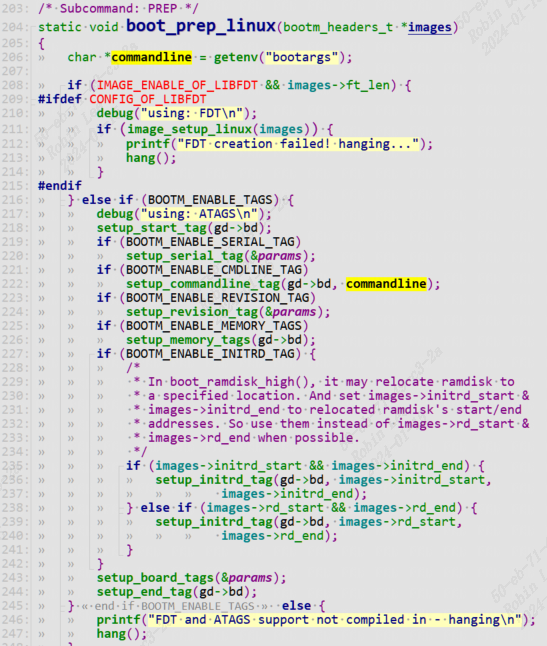 203: /* Subcommand: PREP */
204: static void boot_prep_linux(bootm_headers_t *images)
205: {
206: » char *commandline = getenv("bootargs");
207:
208: » if (IMAGE_ENABLE_OF_LIBFDT && images->ft_len) {
209: #ifdef CONFIG_OF_LIBFDT
210: » » debug("using: FDT\n");
211: » » if (image_setup_linux(images)) {
212: » » » printf("FDT creation failed! hanging...");
213: » » » hang();
214: » » }
215: #endif
216: » } else if (BOOTM_ENABLE_TAGS) {
217: » » debug("using: ATAGS\n");
218: » » setup_start_tag(gd->bd);
219: » » if (BOOTM_ENABLE_SERIAL_TAG)
220: » » » setup_serial_tag(&params);
221: » » if (BOOTM_ENABLE_CMDLINE_TAG)
222: » » » setup_commandline_tag(gd->bd, commandline);
223: » » if (BOOTM_ENABLE_REVISION_TAG)
224: » » » setup_revision_tag(&params);
225: » » if (BOOTM_ENABLE_MEMORY_TAGS)
226: » » » setup_memory_tags(gd->bd);
227: » » if (BOOTM_ENABLE_INITRD_TAG) {
228: » » » /*
229: » » » * In boot_ramdisk_high(), it may relocate ramdisk to
230: » » » * a specified location. And set images->initrd_start &
231: » » » * images->initrd_end to relocated ramdisk's start/end
232: » » » * addresses. So use them instead of images->rd_start &
233: » » » * images->rd_end when possible.
234: » » » */
235: » » » if (images->initrd_start && images->initrd_end) {
236: » » » » setup_initrd_tag(gd->bd, images->initrd_start,
237: » » » » » » images->initrd_end);
238: » » » } else if (images->rd_start && images->rd_end) {
239: » » » » setup_initrd_tag(gd->bd, images->rd_start,
240: » » » » » » images->rd_end);
241: » » » }
242: » » }
243: » » setup_board_tags(&params);
244: » » setup_end_tag(gd->bd);
245: » } « end if BOOTM_ENABLE_TAGS » else {
246: » » printf("FDT and ATAGS support not compiled in - hanging\n");
247: » » hang();